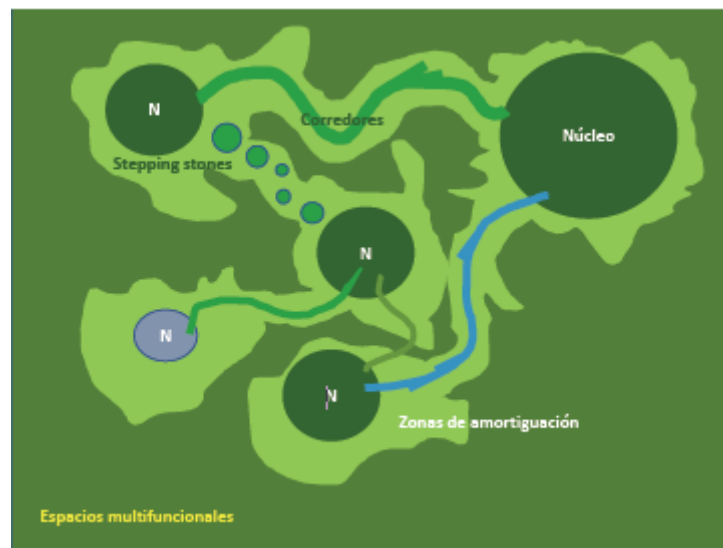 N
Corredores
Núcleo
Stepping stones
N
N
N
Zonas de amortiguación
Espacios multifuncionales